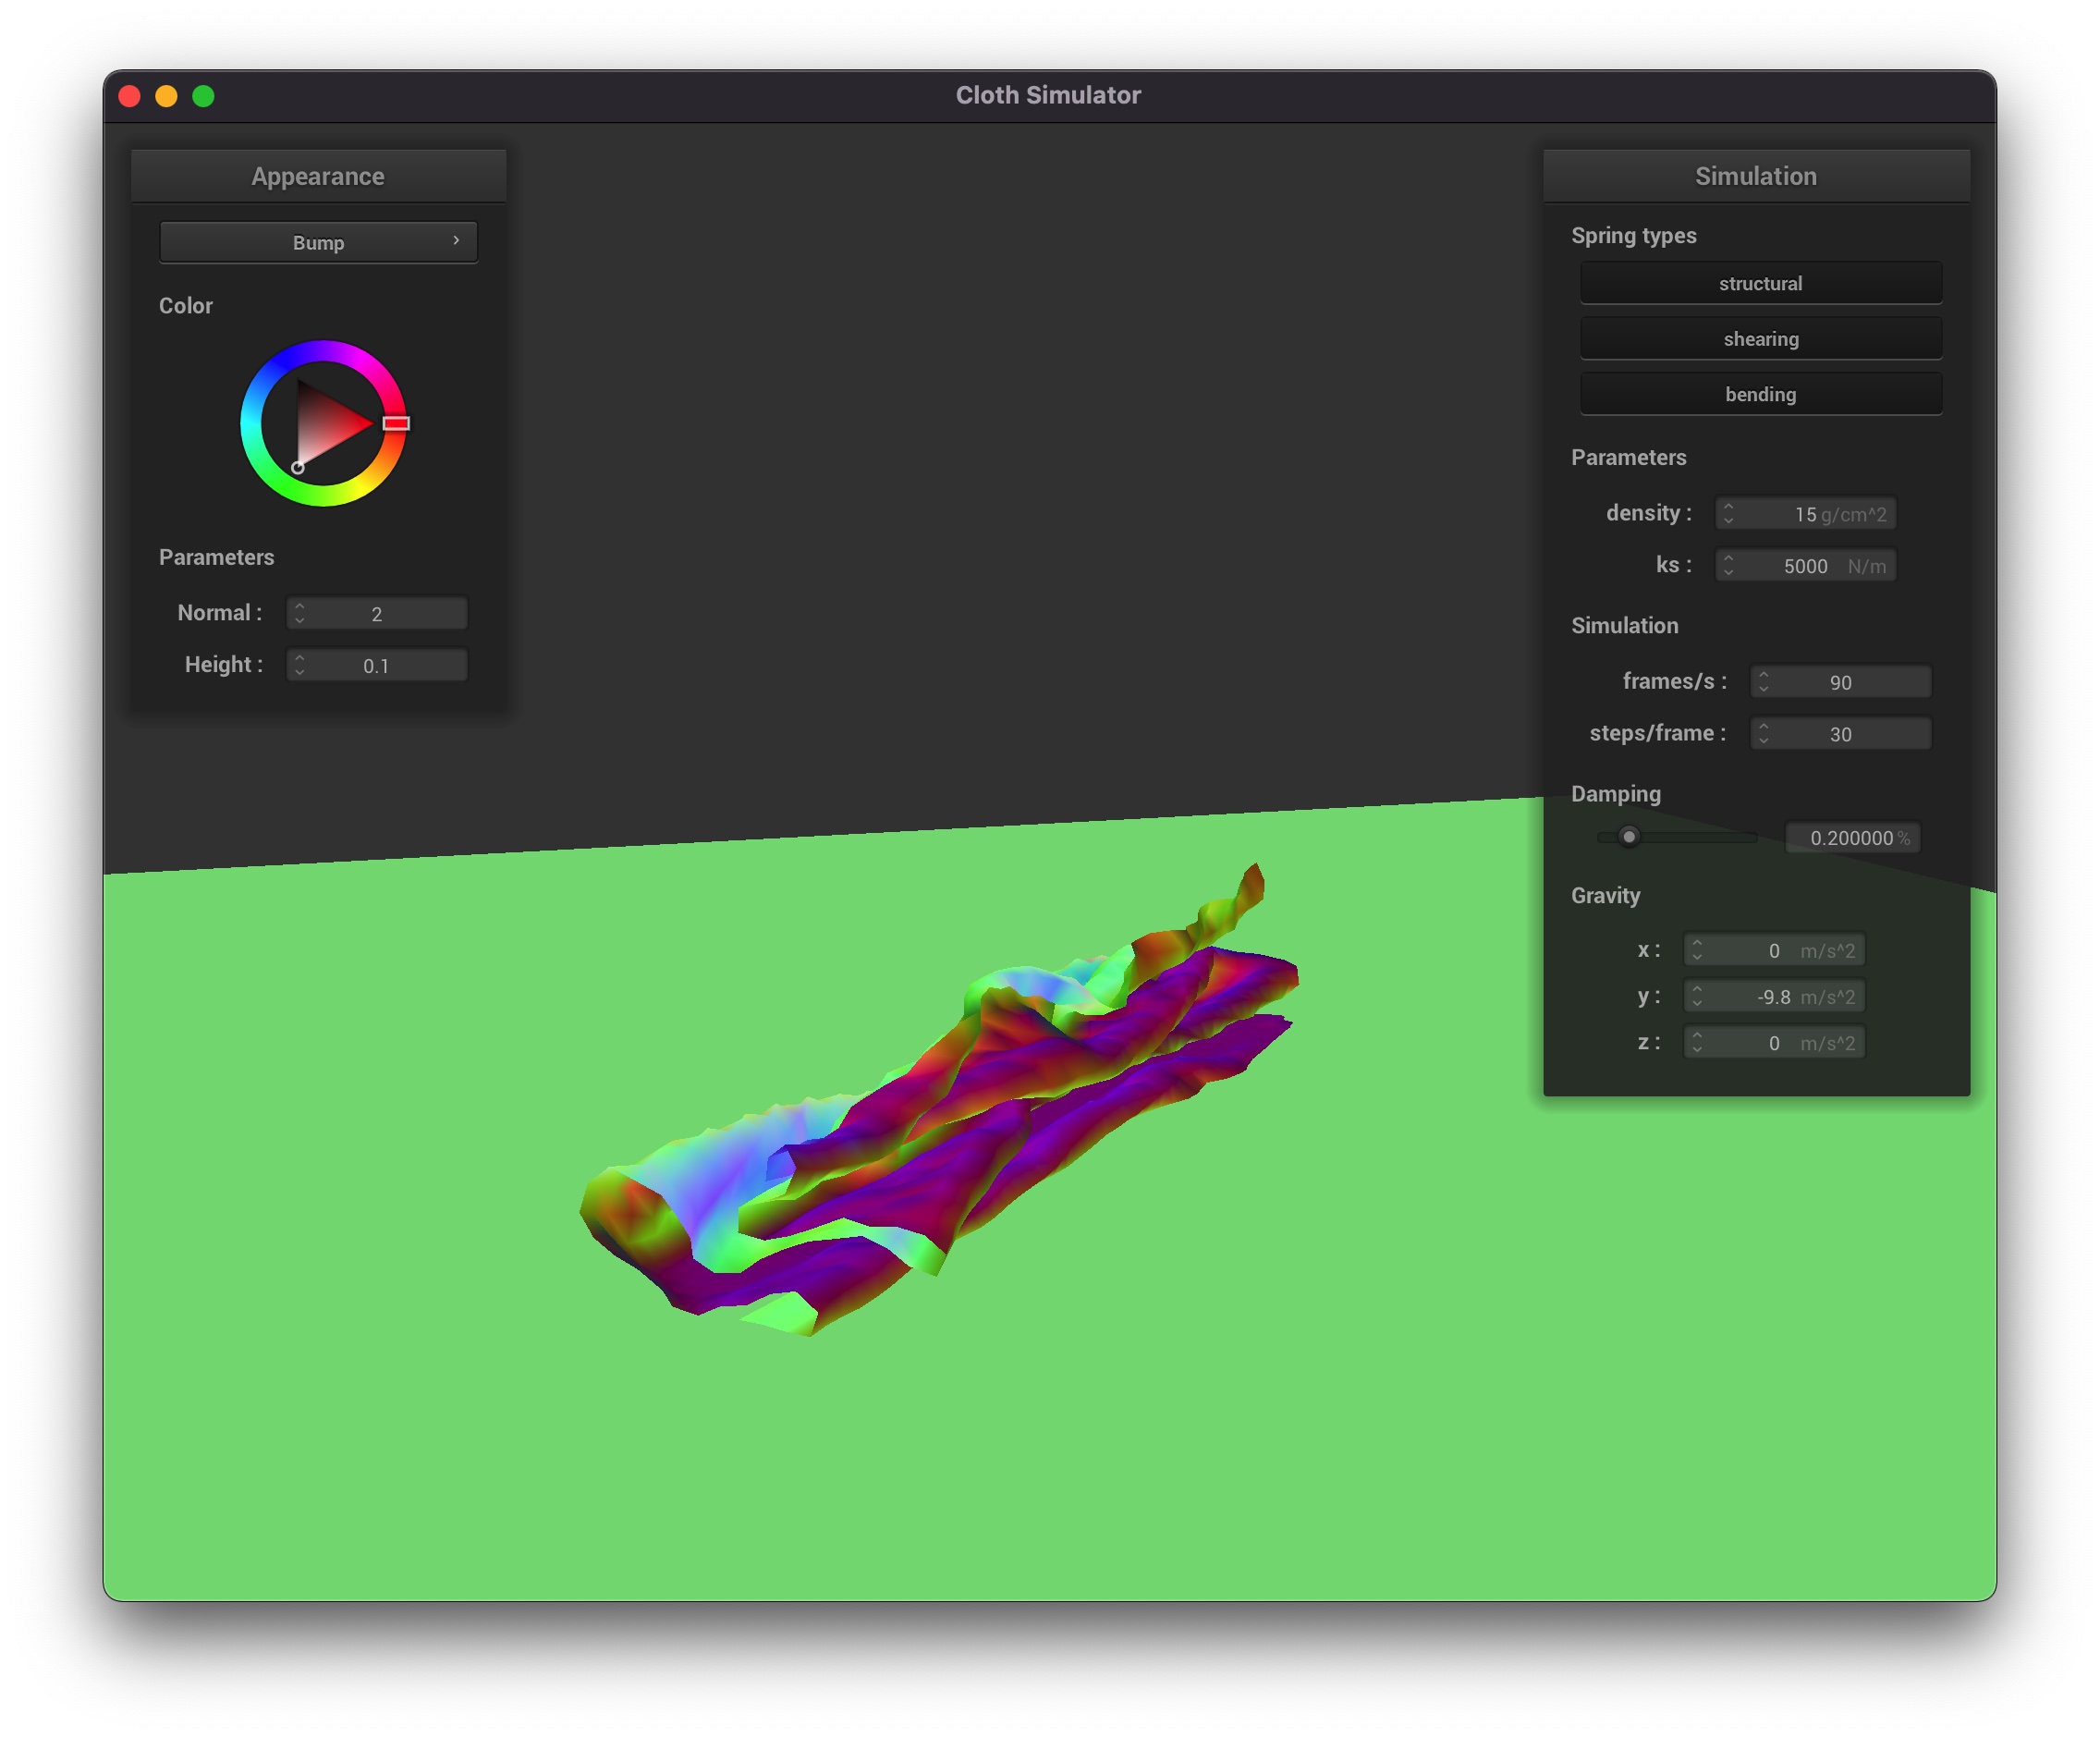 Cloth Simulator
Appearance
Bump
Color
Parameters
Normal : 2
Height : 0.1
Simulation
Spring types
structural
shearing
bending
Parameters
density : 15 g/cm^2
ks : 5000 N/m
Simulation
frames/s : 90
steps/frame : 30
Damping
0.200000 %
Gravity
x : 0 m/s^2
y : -9.8 m/s^2
z : 0 m/s^2